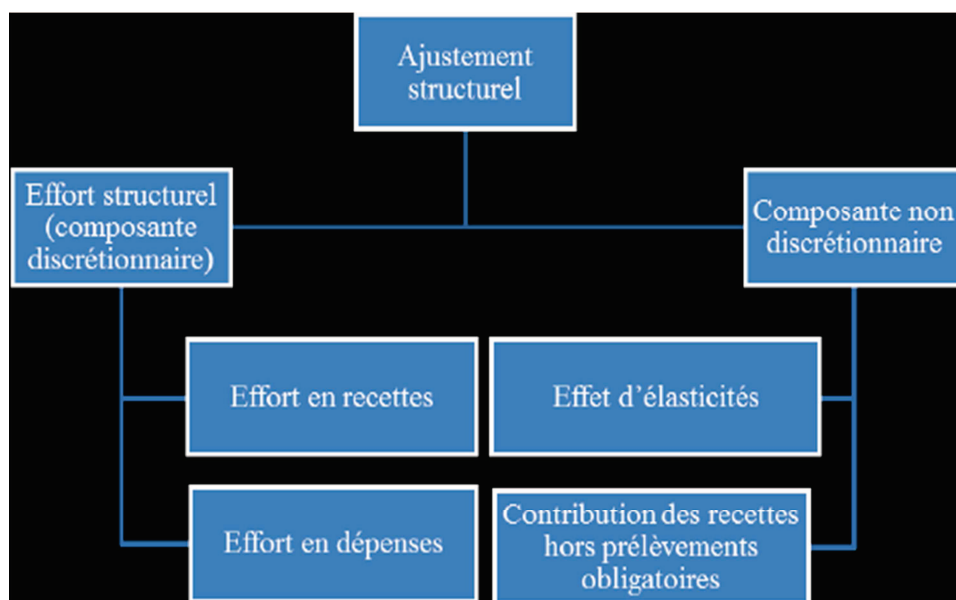 Ajustement
structurel
Effort structurel
(composante
discrétionnaire)
Composante non
discrétionnaire
Effort en recettes
Effet d’élasticités
Effort en dépenses
Contribution des recettes
hors prélèvements
obligatoires